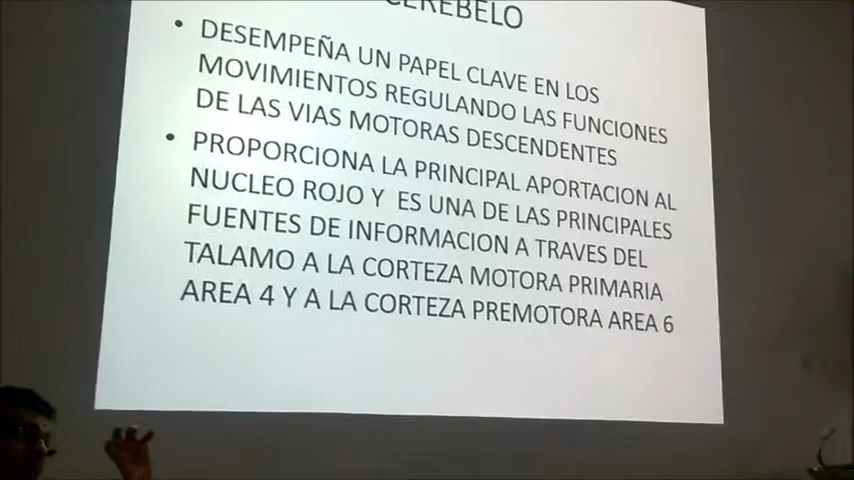 CEREBELO
• DESEMPEÑA UN PAPEL CLAVE EN LOS
MOVIMIENTOS REGULANDO LAS FUNCIONES
DE LAS VIAS MOTORAS DESCENDENTES
• PROPORCIONA LA PRINCIPAL APORTACION AL
NUCLEO ROJO Y ES UNA DE LAS PRINCIPALES
FUENTES DE INFORMACION A TRAVES DEL
TALAMO A LA CORTEZA MOTORA PRIMARIA
AREA 4 Y A LA CORTEZA PREMOTORA AREA 6